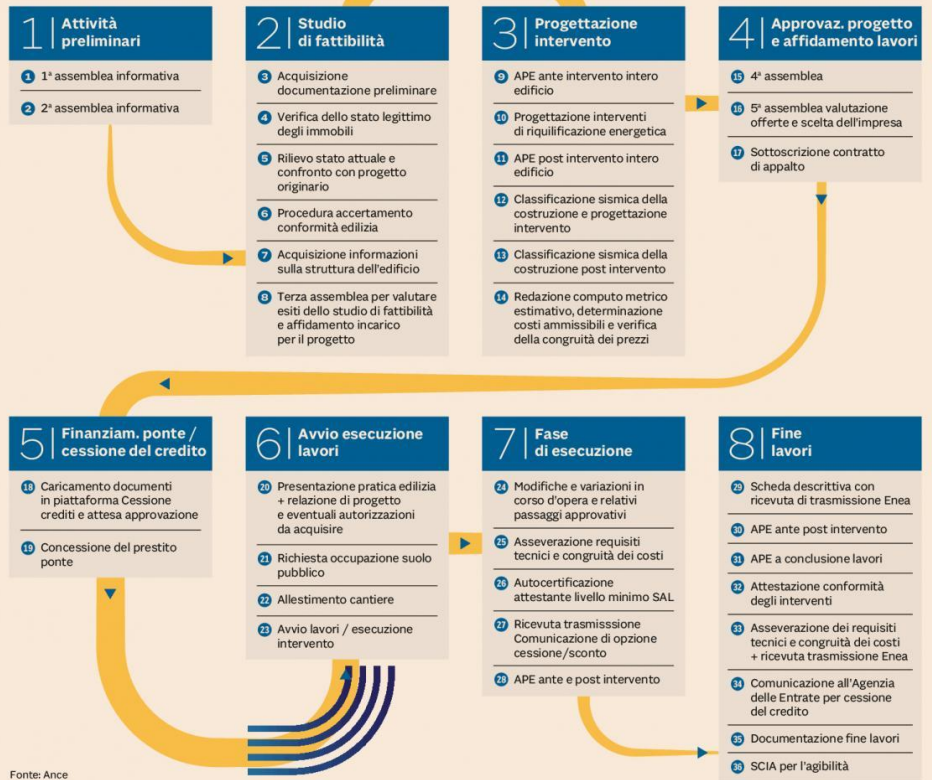 1 Attività
preliminari
1 1ª assemblea informativa
2 2ª assemblea informativa
2 Studio
di fattibilità
3 Acquisizione
documentazione preliminare
4 Verifica dello stato legittimo
degli immobili
5 Rilievo stato attuale e
confronto con progetto
originario
6 Procedura accertamento
conformità edilizia
7 Acquisizione informazioni
sulla struttura dell'edificio
8 Terza assemblea per valutare
esiti dello studio di fattibilità
e affidamento incarico
per il progetto
3 Progettazione
intervento
9 APE ante intervento intero
edificio
10 Progettazione interventi
di riquilificazione energetica
11 APE post intervento intero
edificio
12 Classificazione sismica della
costruzione e progettazione
intervento
13 Classificazione sismica della
costruzione post intervento
14 Redazione computo metrico
estimativo, determinazione
costi ammissibili e verifica
della congruità dei prezzi
4 Approvaz. progetto
e affidamento lavori
15 4ª assemblea
16 5ª assemblea valutazione
offerte e scelta dell'impresa
17 Sottoscrizione contratto
di appalto
5 Finanziam. ponte /
cessione del credito
18 Caricamento documenti
in piattaforma Cessione
crediti e attesa approvazione
19 Concessione del prestito
ponte
6 Avvio esecuzione
lavori
20 Presentazione pratica edilizia
+ relazione di progetto
e eventuali autorizzazioni
da acquisire
21 Richiesta occupazione suolo
pubblico
22 Allestimento cantiere
23 Avvio lavori / esecuzione
intervento
7 Fase
di esecuzione
24 Modifiche e variazioni in
corso d'opera e relativi
passaggi approvativi
25 Asseverazione requisiti
tecnici e congruità dei costi
26 Autocertificazione
attestante livello minimo SAL
27 Ricevuta trasmisssione
Comunicazione di opzione
cessione/sconto
28 APE ante e post intervento
8 Fine
lavori
29 Scheda descrittiva con
ricevuta di trasmissione Enea
30 APE ante post intervento
31 APE a conclusione lavori
32 Attestazione conformità
degli interventi
33 Asseverazione dei requisiti
tecnici e congruità dei costi
+ ricevuta trasmissione Enea
34 Comunicazione all'Agenzia
delle Entrate per cessione
del credito
35 Documentazione fine lavori
36 SCIA per l'agibilità
Fonte: Ance